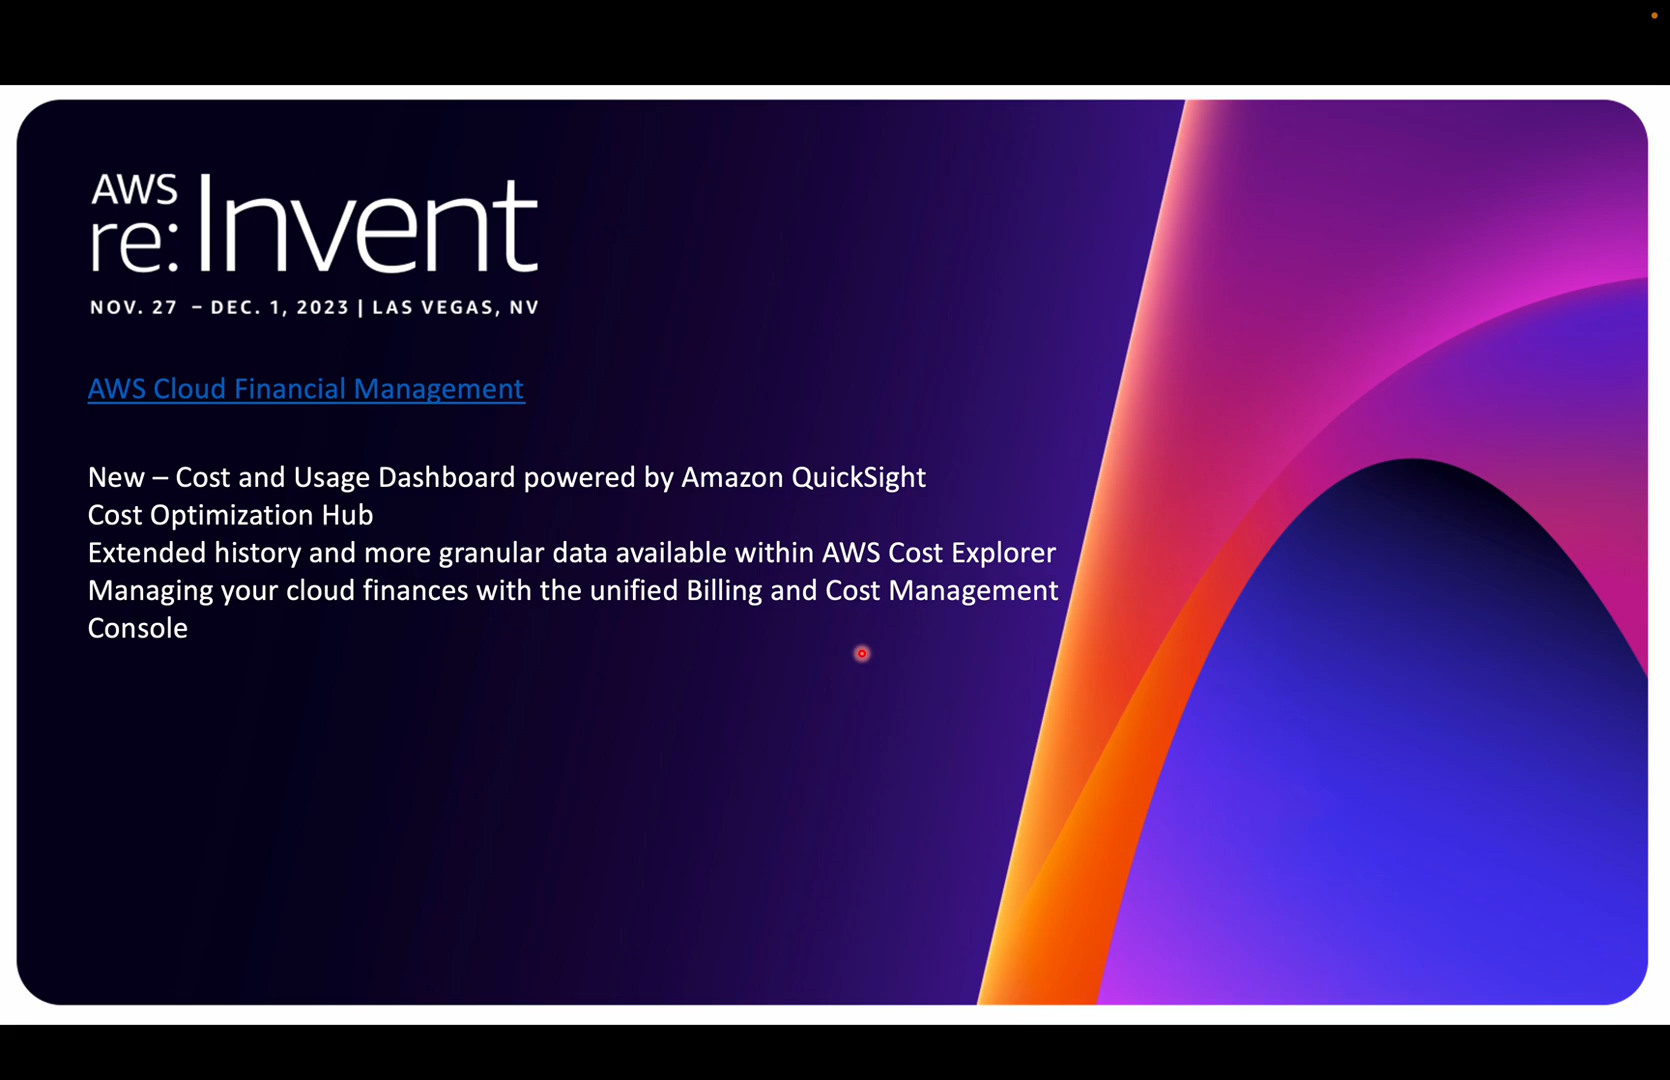 AWS
re:Invent
NOV. 27 – DEC. 1, 2023 | LAS VEGAS, NV
AWS Cloud Financial Management
New – Cost and Usage Dashboard powered by Amazon QuickSight
Cost Optimization Hub
Extended history and more granular data available within AWS Cost Explorer
Managing your cloud finances with the unified Billing and Cost Management
Console